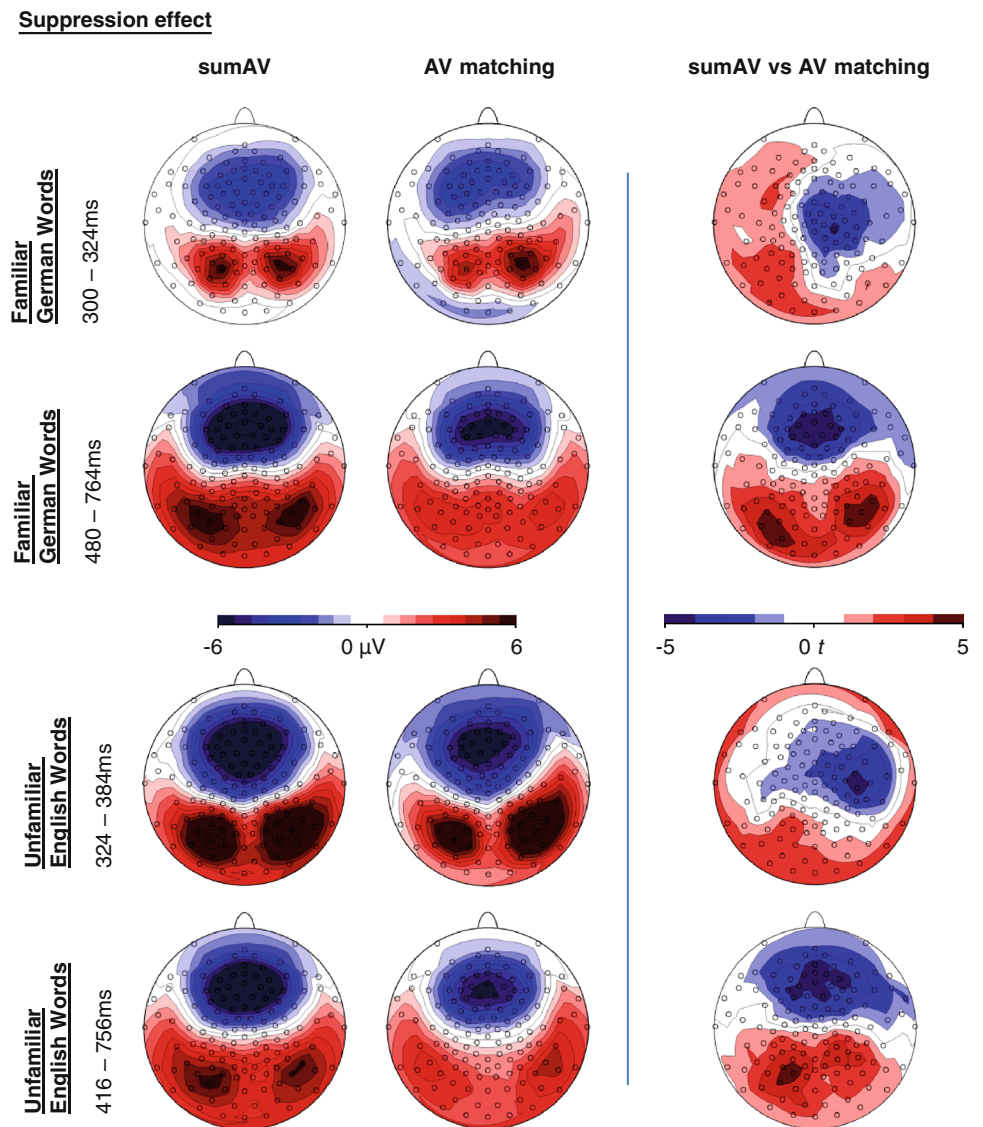 Suppression effect
sumAV
AV matching
sumAV vs AV matching
Familiar
German Words
300 – 324ms
Familiar
German Words
480 – 764ms
-6
0 µV
6
-5
0 t
5
Unfamiliar
English Words
324 – 384ms
Unfamiliar
English Words
416 – 756ms